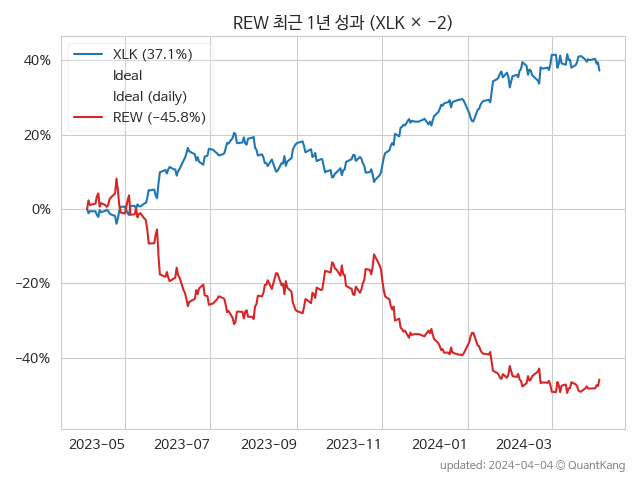 REW 최근 1년 성과 (XLK × −2)
XLK (37.1%)
Ideal
Ideal (daily)
REW (−45.8%)
40%
20%
0%
−20%
−40%
2023-05 2023-07 2023-09 2023-11 2024-01 2024-03
updated: 2024-04-04 © QuantKang